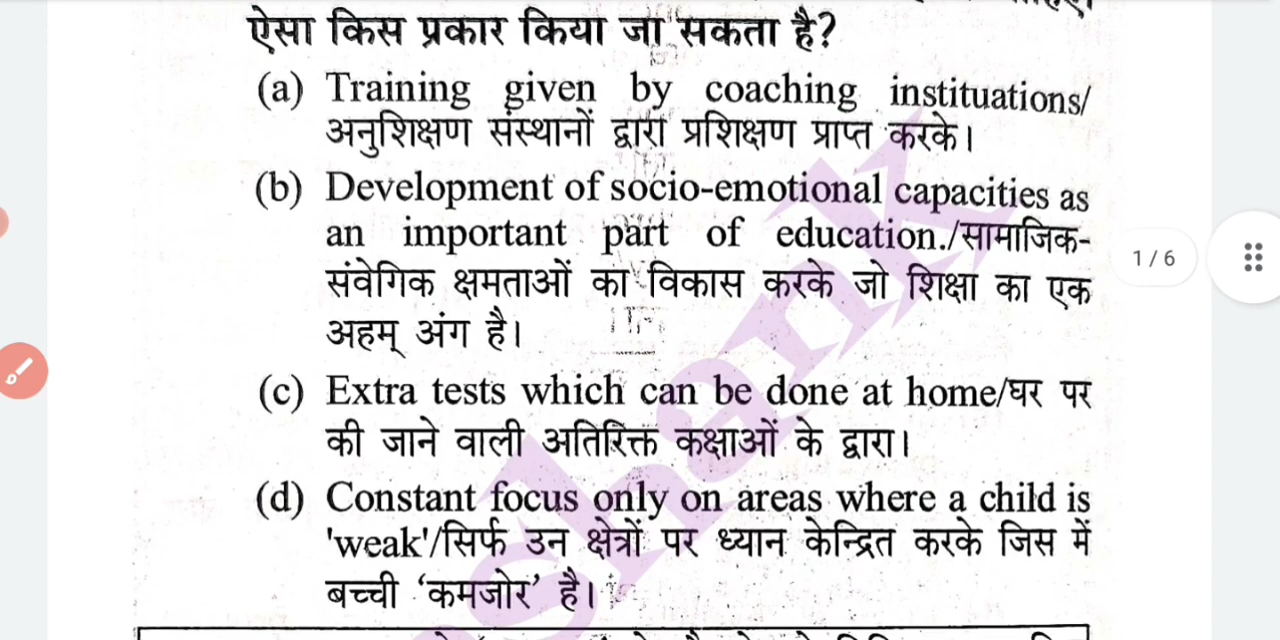 ऐसा किस प्रकार किया जा सकता है?
(a) Training given by coaching instituations/
अनुशिक्षण संस्थानों द्वारा प्रशिक्षण प्राप्त करके।
(b) Development of socio-emotional capacities as
an important part of education./सामाजिक-
संवेगिक क्षमताओं का विकास करके जो शिक्षा का एक
अहम् अंग है।
1 / 6
(c) Extra tests which can be done at home/घर पर
की जाने वाली अतिरिक्त कक्षाओं के द्वारा।
(d) Constant focus only on areas where a child is
'weak'/सिर्फ उन क्षेत्रों पर ध्यान केन्द्रित करके जिस में
बच्ची ‘कमजोर’ है।